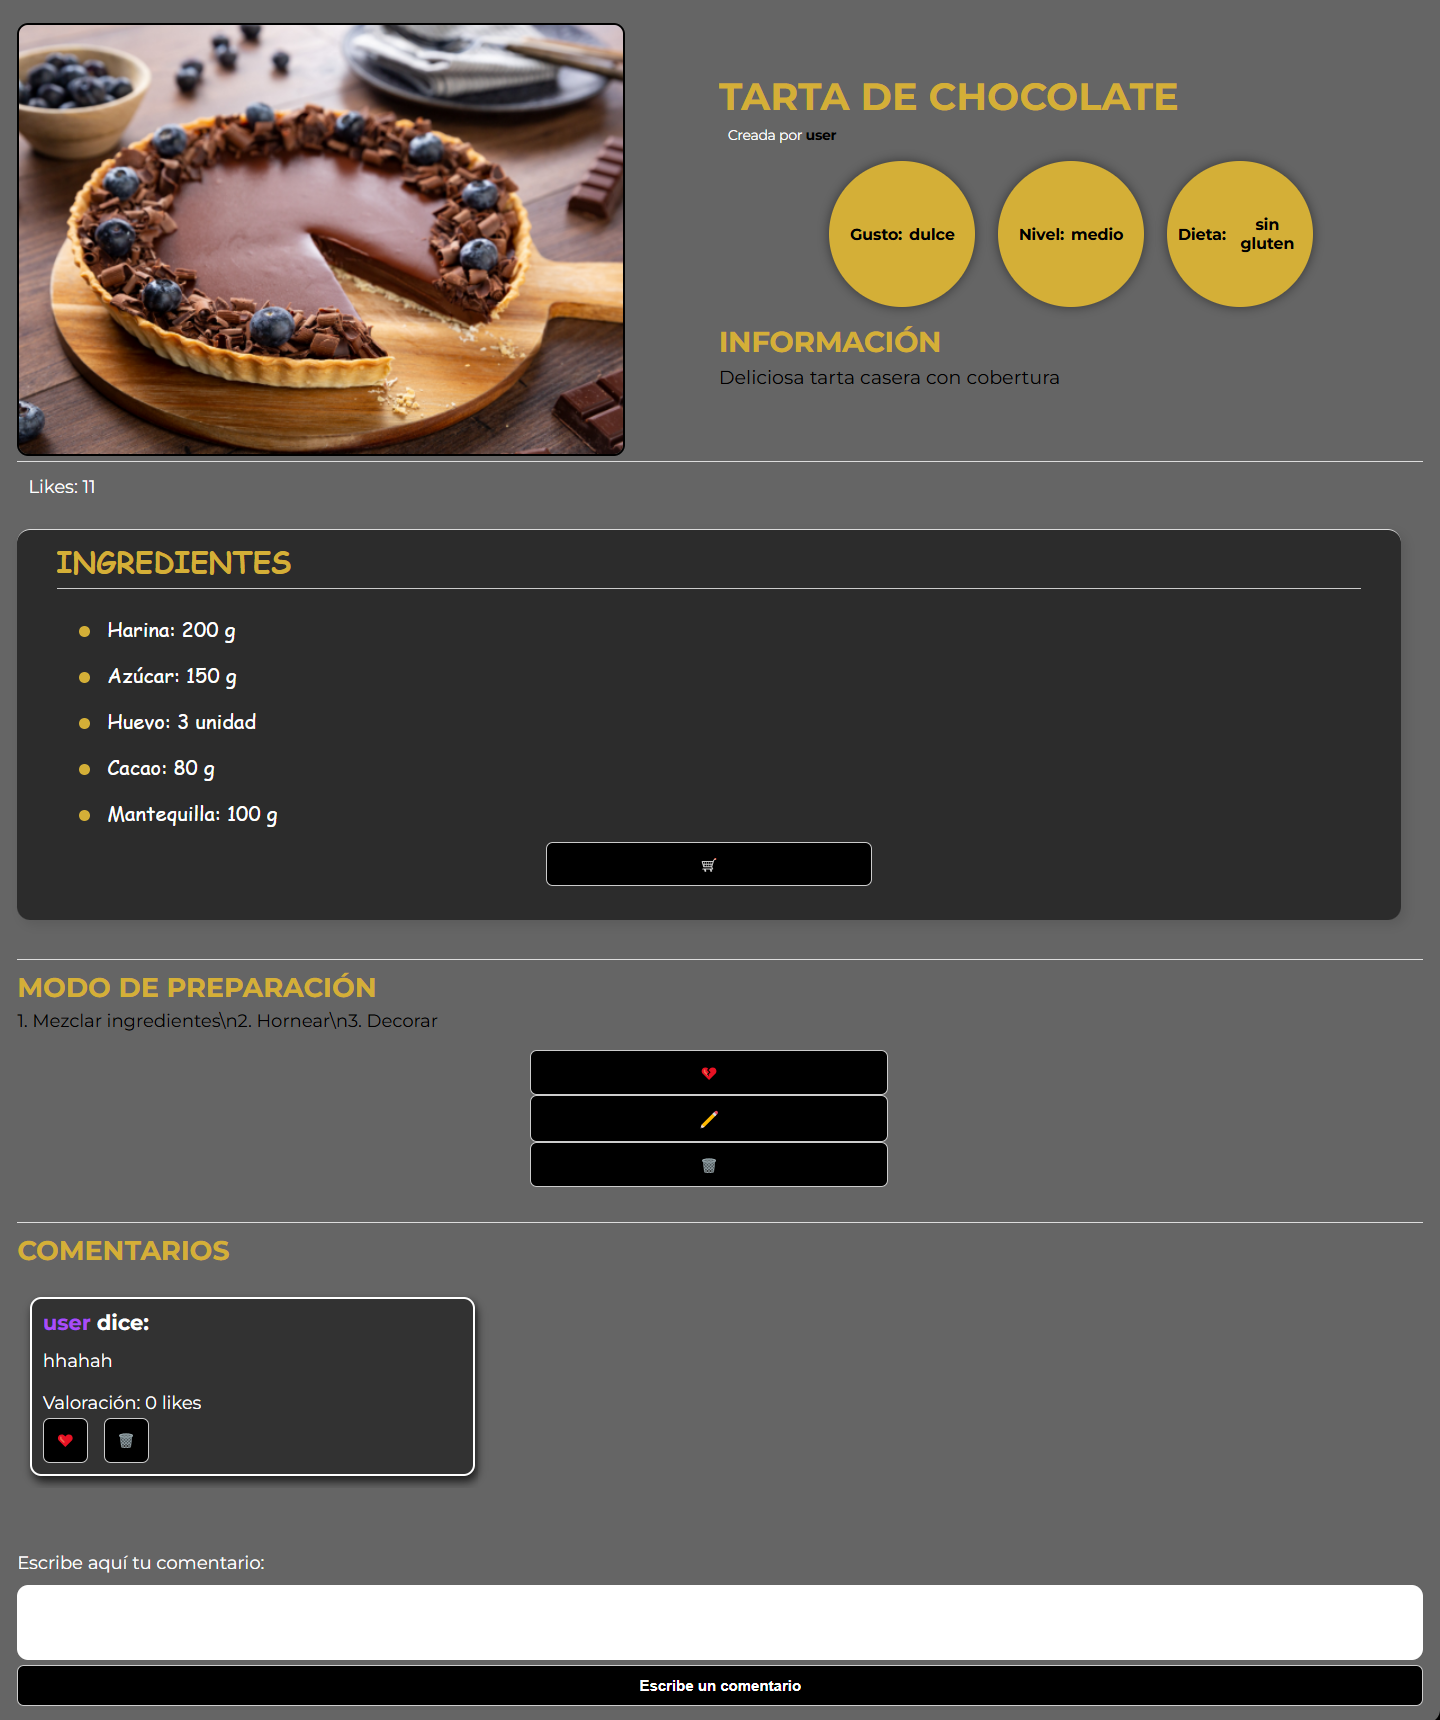 TARTA DE CHOCOLATE
Creada por user
Gusto: dulce
Nivel: medio
Dieta: sin
gluten
INFORMACIÓN
Deliciosa tarta casera con cobertura
Likes: 11
INGREDIENTES
Harina: 200 g
Azúcar: 150 g
Huevo: 3 unidad
Cacao: 80 g
Mantequilla: 100 g
MODO DE PREPARACIÓN
1. Mezclar ingredientes\n2. Hornear\n3. Decorar
COMENTARIOS
user dice:
hhahah
Valoración: 0 likes
Escribe aquí tu comentario:
Escribe un comentario